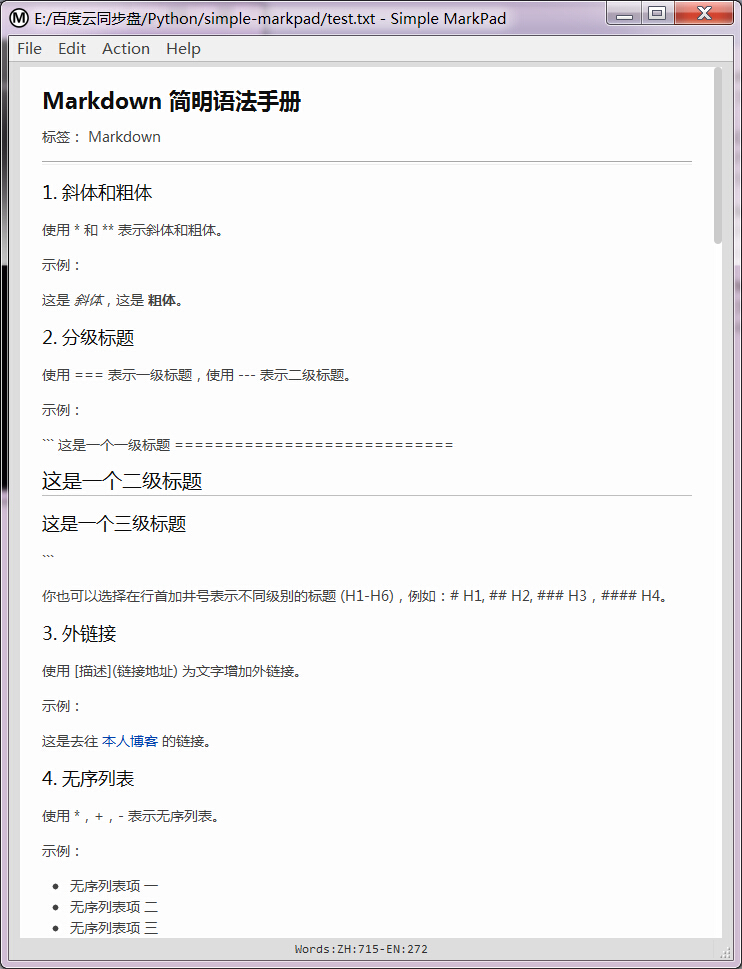 E:/百度云同步盘/Python/simple-markpad/test.txt - Simple MarkPad
File Edit Action Help
Markdown 简明语法手册
标签： Markdown
1. 斜体和粗体
使用 * 和 ** 表示斜体和粗体。
示例：
这是 斜体，这是 粗体。
2. 分级标题
使用 === 表示一级标题，使用 --- 表示二级标题。
示例：
``` 这是一个一级标题 ============================
这是一个二级标题
这是一个三级标题
```
你也可以选择在行首加井号表示不同级别的标题 (H1-H6)，例如：# H1, ## H2, ### H3，#### H4。
3. 外链接
使用 [描述](链接地址) 为文字增加外链接。
示例：
这是去往 本人博客 的链接。
4. 无序列表
使用 *，+，- 表示无序列表。
示例：
• 无序列表项 一
• 无序列表项 二
• 无序列表项 三
Words:ZH:715-EN:272